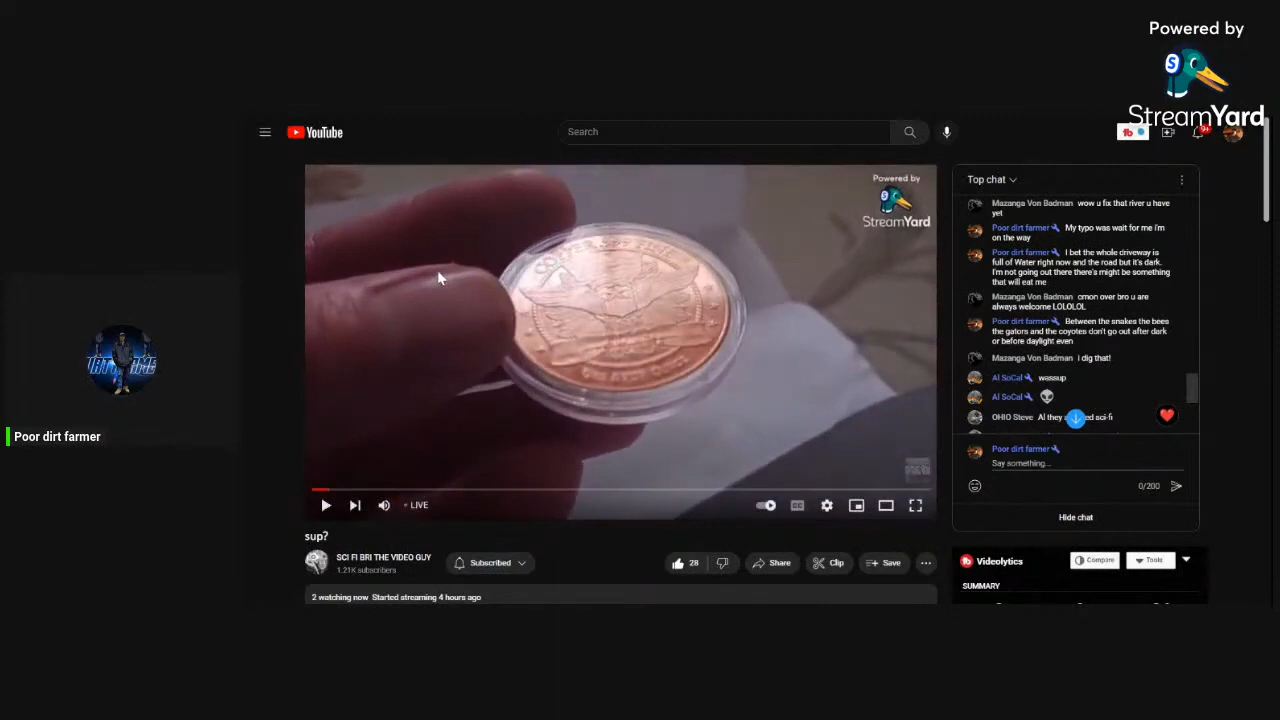 Powered by
StreamYard
YouTube
Search
9+
Powered by
StreamYard
LIVE
sup?
SCI FI BRI THE VIDEO GUY
1.21K subscribers
Subscribed
28
Share
Clip
Save
2 watching now Started streaming 4 hours ago
Top chat
Mazanga Von Badman wow u fix that river u have
yet
Poor dirt farmer My typo was wait for me I'm
on the way
Poor dirt farmer I bet the whole driveway is
full of Water right now and the road but it's dark.
I'm not going out there there's might be something
that will eat me
Mazanga Von Badman cmon over bro u are
always welcome LOLOLOL
Poor dirt farmer Between the snakes the bees
the gators and the coyotes don't go out after dark
or before daylight even
Mazanga Von Badman i dig that!
Al SoCal wassup
Al SoCal
OHIO Steve Al they ed sci-fi
Poor dirt farmer
Say something...
0/200
Hide chat
Videolytics
Compare
Tools
SUMMARY
Poor dirt farmer